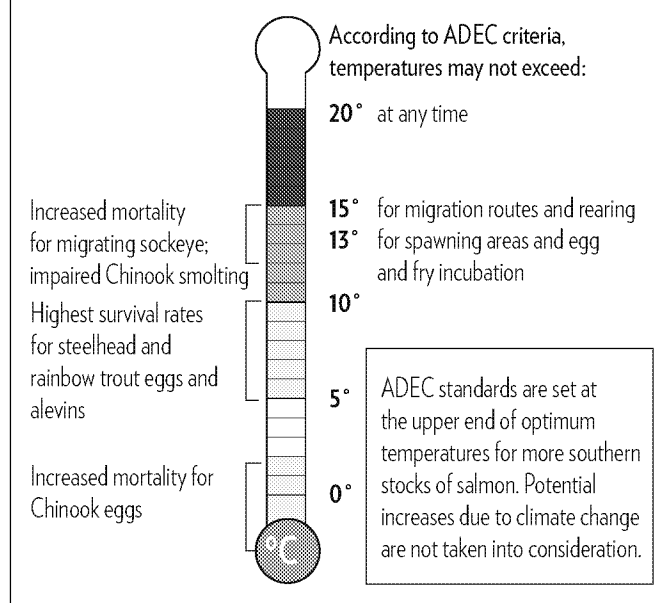 According to ADEC criteria,
temperatures may not exceed:
20° at any time
15° for migration routes and rearing
13° for spawning areas and egg
and fry incubation
10°
5°
0°
°C
Increased mortality
for migrating sockeye;
impaired Chinook smolting
Highest survival rates
for steelhead and
rainbow trout eggs and
alevins
Increased mortality for
Chinook eggs
ADEC standards are set at
the upper end of optimum
temperatures for more southern
stocks of salmon. Potential
increases due to climate change
are not taken into consideration.